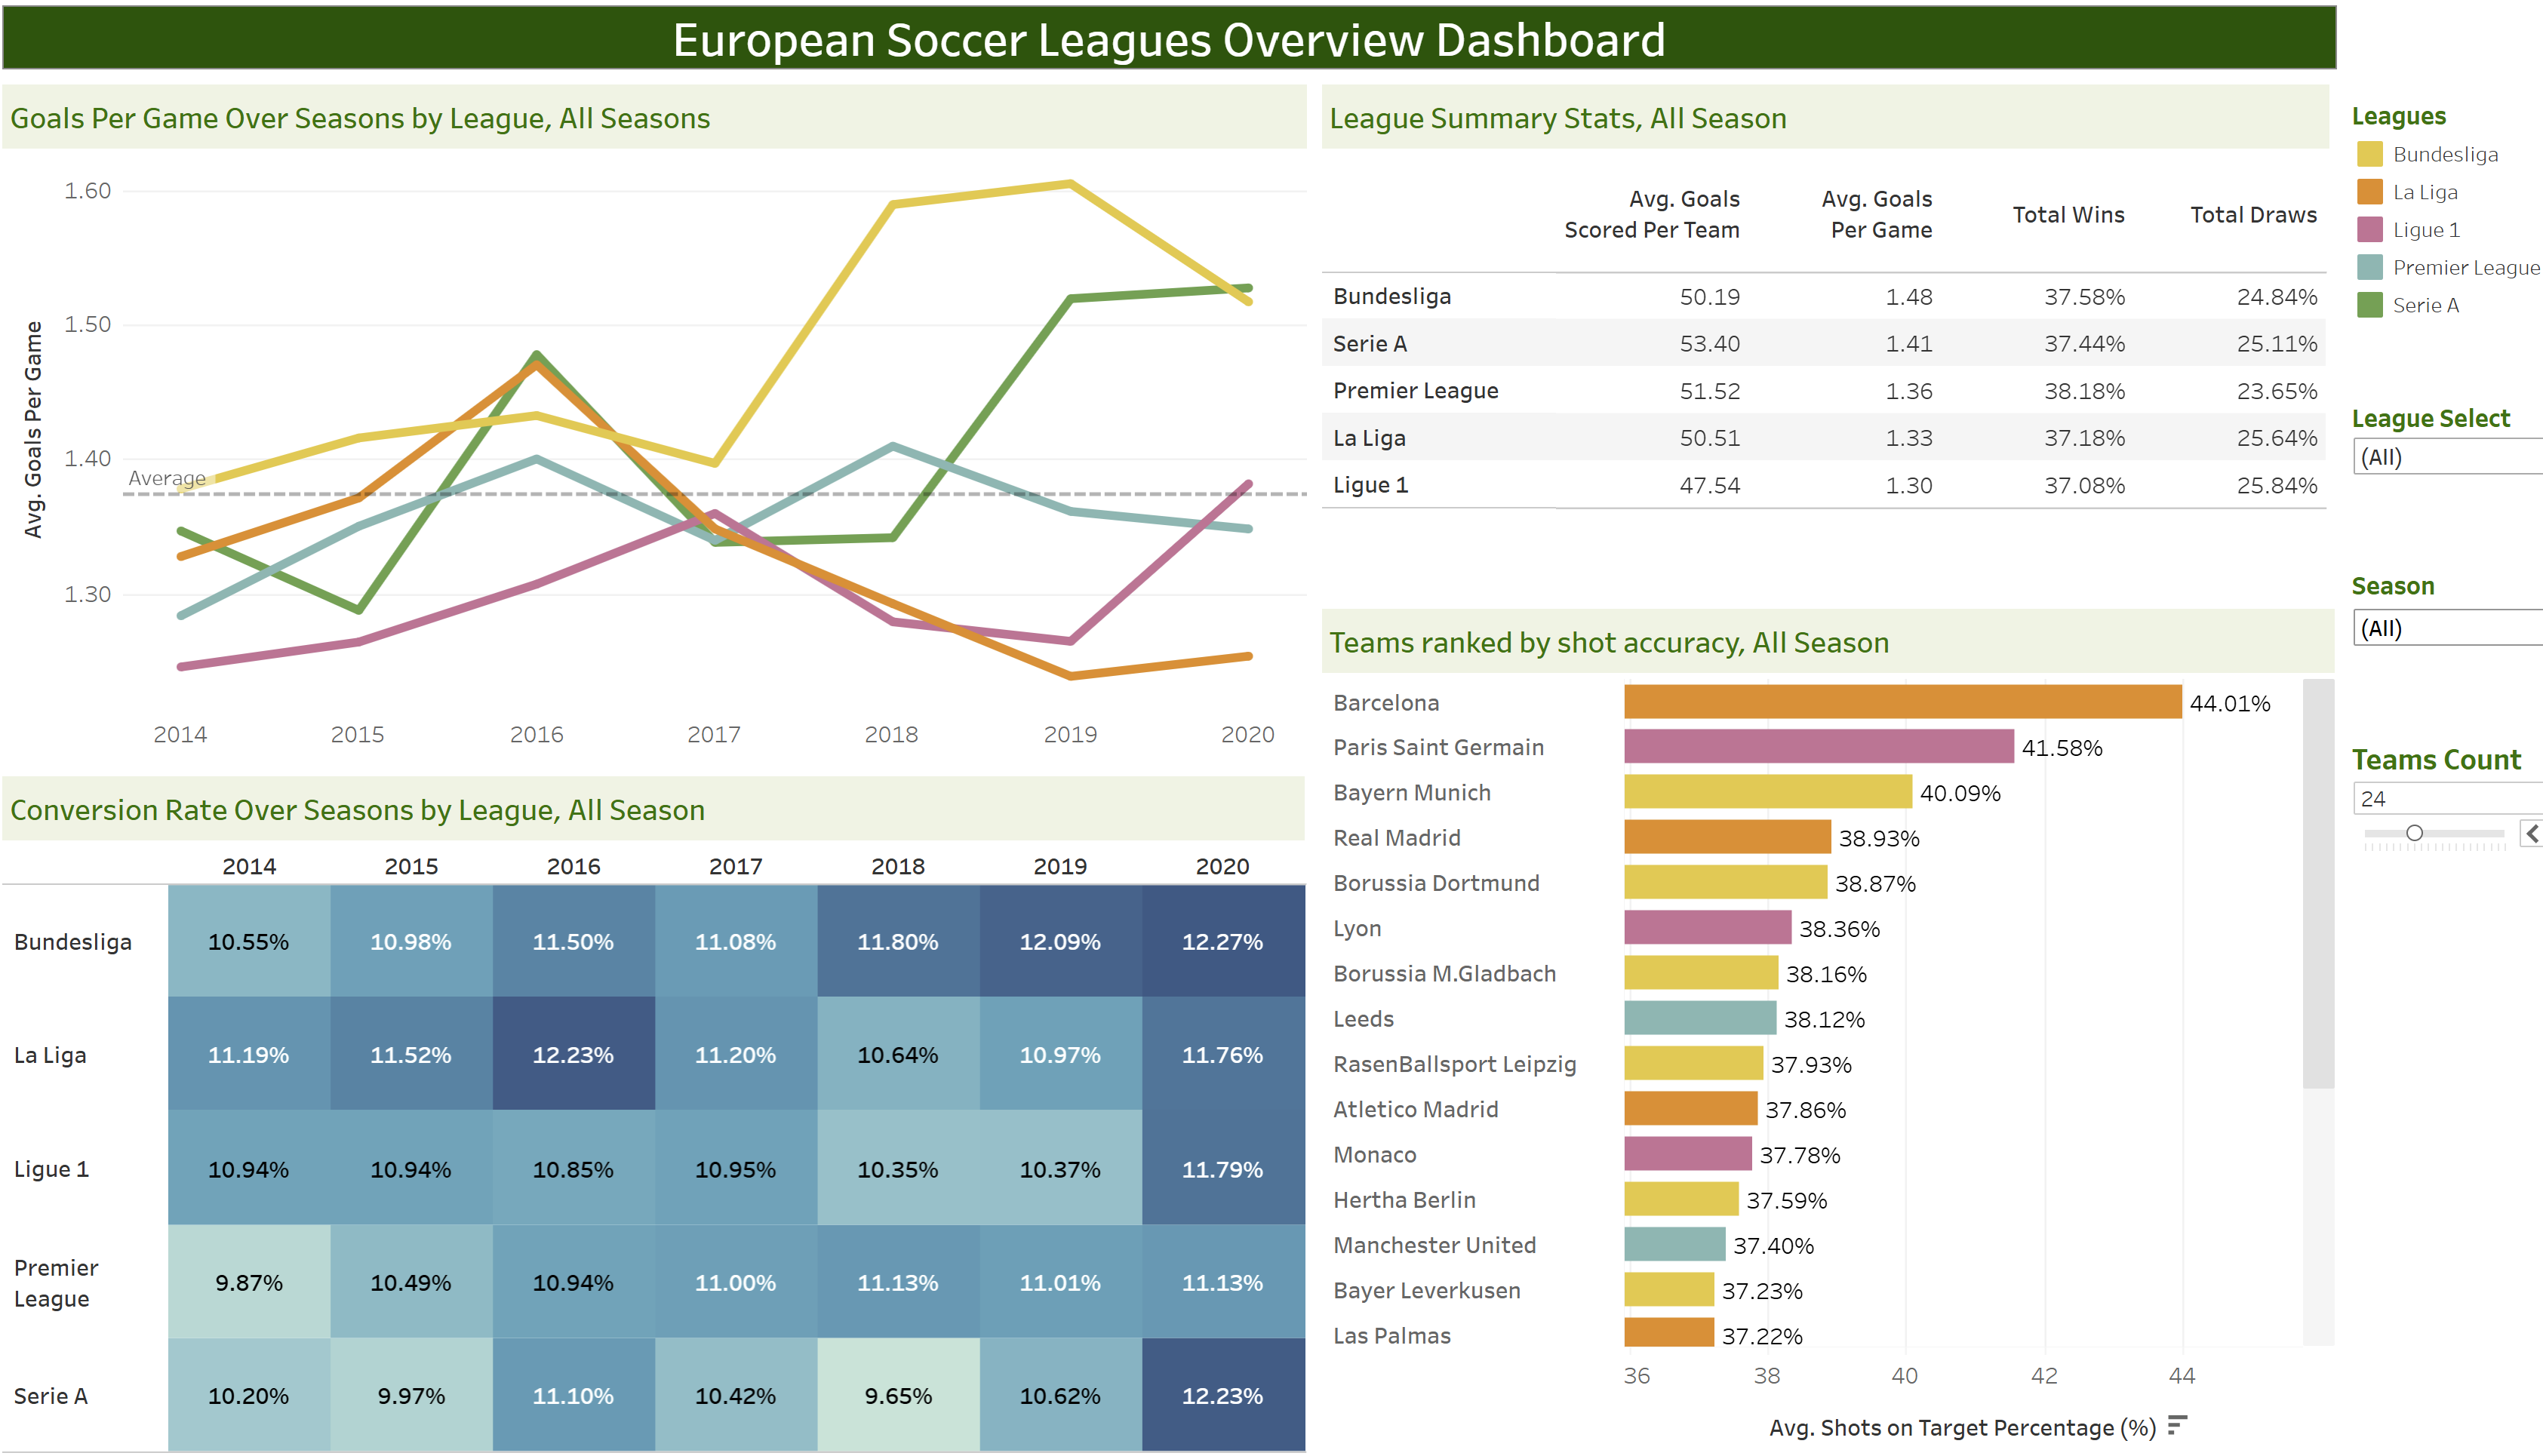 European Soccer Leagues Overview Dashboard
Goals Per Game Over Seasons by League, All Seasons
Avg. Goals Per Game
1.60
1.50
1.40
1.30
Average
2014 2015 2016 2017 2018 2019 2020
Conversion Rate Over Seasons by League, All Season
2014 2015 2016 2017 2018 2019 2020
Bundesliga 10.55% 10.98% 11.50% 11.08% 11.80% 12.09% 12.27%
La Liga 11.19% 11.52% 12.23% 11.20% 10.64% 10.97% 11.76%
Ligue 1 10.94% 10.94% 10.85% 10.95% 10.35% 10.37% 11.79%
Premier
League 9.87% 10.49% 10.94% 11.00% 11.13% 11.01% 11.13%
Serie A 10.20% 9.97% 11.10% 10.42% 9.65% 10.62% 12.23%
League Summary Stats, All Season
Avg. Goals Avg. Goals
Scored Per Team Per Game Total Wins Total Draws
Bundesliga 50.19 1.48 37.58% 24.84%
Serie A 53.40 1.41 37.44% 25.11%
Premier League 51.52 1.36 38.18% 23.65%
La Liga 50.51 1.33 37.18% 25.64%
Ligue 1 47.54 1.30 37.08% 25.84%
Teams ranked by shot accuracy, All Season
Barcelona 44.01%
Paris Saint Germain 41.58%
Bayern Munich 40.09%
Real Madrid 38.93%
Borussia Dortmund 38.87%
Lyon 38.36%
Borussia M.Gladbach 38.16%
Leeds 38.12%
RasenBallsport Leipzig 37.93%
Atletico Madrid 37.86%
Monaco 37.78%
Hertha Berlin 37.59%
Manchester United 37.40%
Bayer Leverkusen 37.23%
Las Palmas 37.22%
36 38 40 42 44
Avg. Shots on Target Percentage (%)
Leagues
Bundesliga
La Liga
Ligue 1
Premier League
Serie A
League Select
(All)
Season
(All)
Teams Count
24